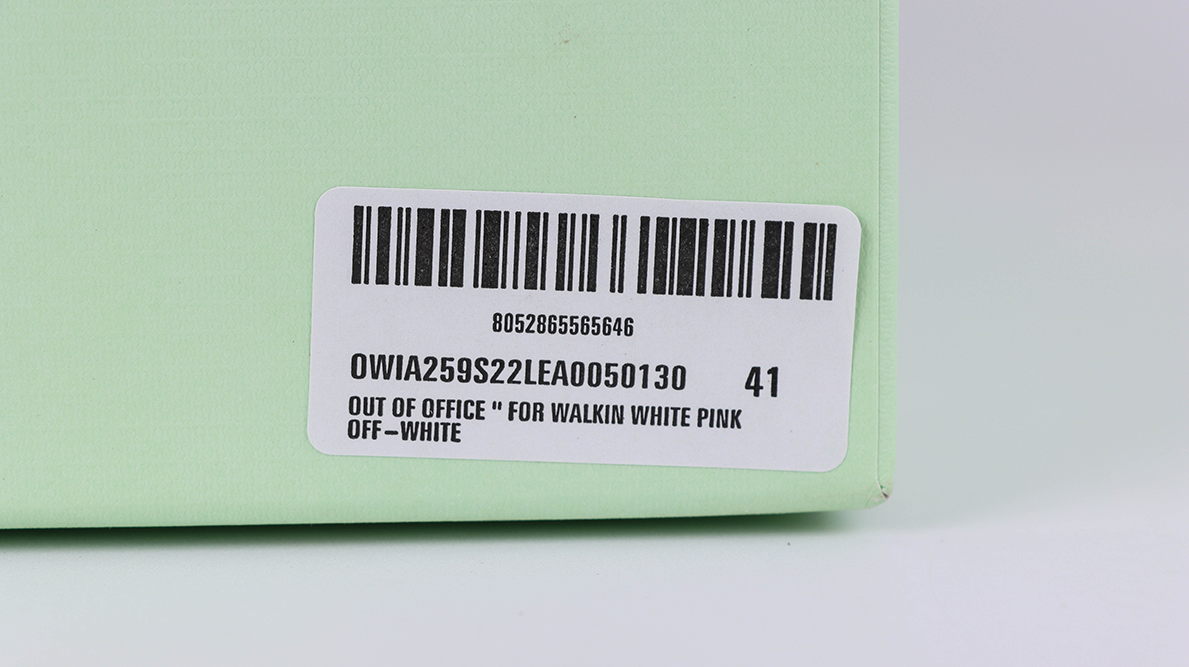 8052865565646
OWIA259S22LEA0050130 41
OUT OF OFFICE " FOR WALKIN WHITE PINK
OFF-WHITE